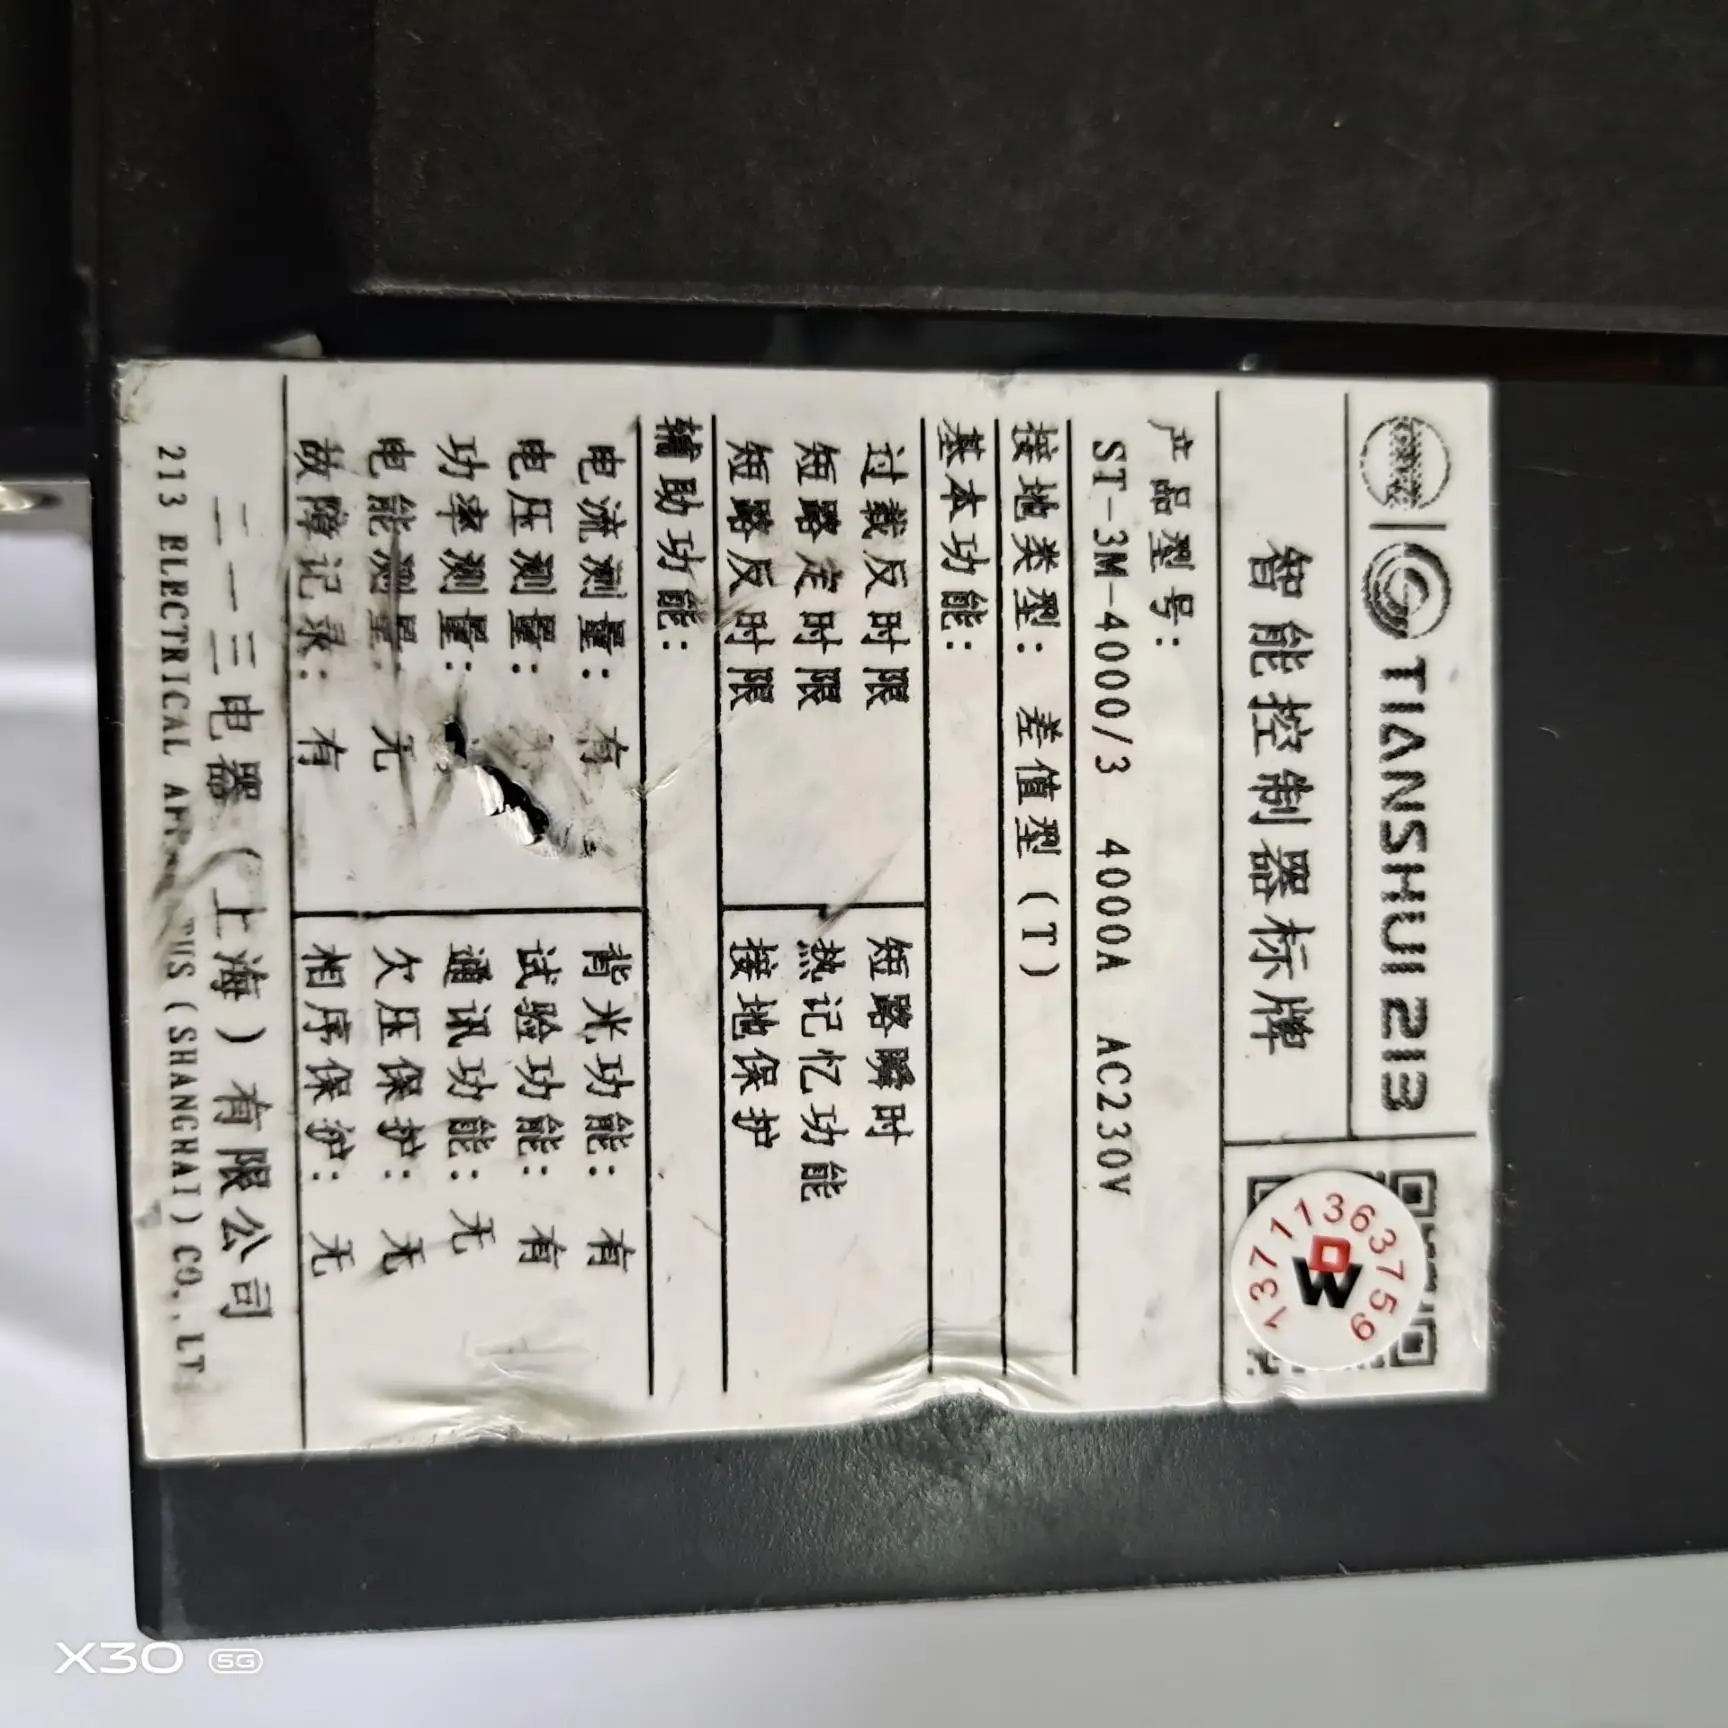 TIANSHUI 213
智能控制器标牌
产品型号:
ST-3M-4000/3 4000A AC230V
接地类型: 差值型(T)
基本功能:
过载反时限 短路瞬时
短路定时限 热记忆功能
短路反时限 接地保护
辅助功能:
电流测量: 有 背光功能: 有
电压测量: 试验功能: 有
功率测量: 通讯功能: 无
电能测量: 无 欠压保护: 无
故障记录: 有 相序保护: 无
二一三电器(上海)有限公司
213 ELECTRICAL (SHANGHAI)CO.,LT
13711363759
W
X30 5G